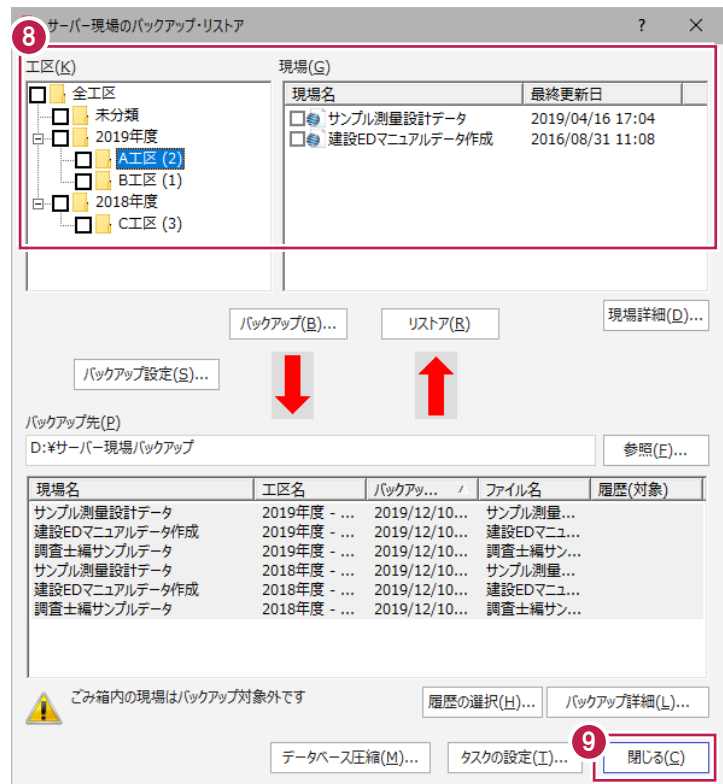 8
サーバー現場のバックアップ・リストア ? ×
工区(K)
全工区
未分類
2019年度
A工区 (2)
B工区 (1)
2018年度
C工区 (3)
現場(G)
現場名 最終更新日
サンプル測量設計データ 2019/04/16 17:04
建設EDマニュアルデータ作成 2016/08/31 11:08
バックアップ(B)... リストア(R) 現場詳細(D)...
バックアップ設定(S)...
バックアップ先(P)
D:¥サーバー現場バックアップ 参照(F)...
現場名 工区名 バックアッ... ファイル名 履歴(対象)
サンプル測量設計データ 2019年度 - ... 2019/12/10... サンプル測量...
建設EDマニュアルデータ作成 2019年度 - ... 2019/12/10... 建設EDマニュ...
調査士編サンプルデータ 2019年度 - ... 2019/12/10... 調査士編サン...
サンプル測量設計データ 2018年度 - ... 2019/12/10... サンプル測量...
建設EDマニュアルデータ作成 2018年度 - ... 2019/12/10... 建設EDマニュ...
調査士編サンプルデータ 2018年度 - ... 2019/12/10... 調査士編サン...
ごみ箱内の現場はバックアップ対象外です 履歴の選択(H)... バックアップ詳細(L)...
9
データベース圧縮(M)... タスクの設定(T)... 閉じる(C)